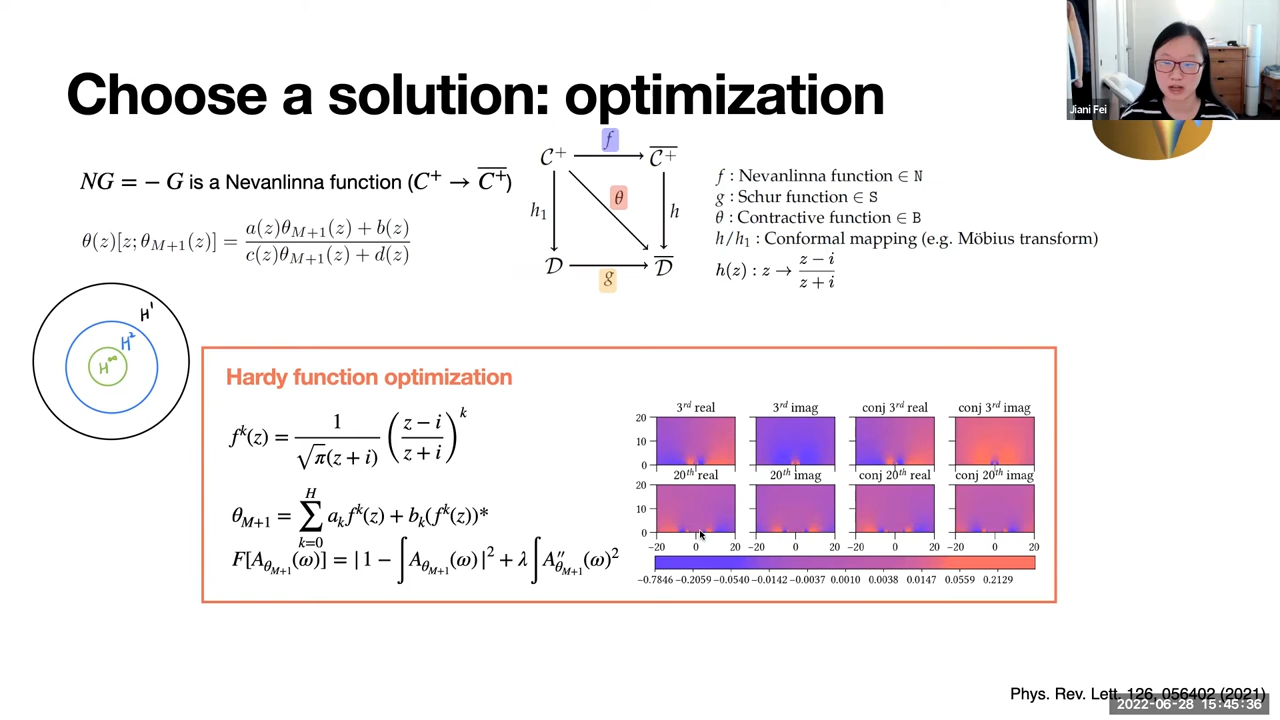 Choose a solution: optimization
Jiani Fei
NG = − G is a Nevanlinna function (C⁺ → C̅⁺)
θ(z)[z; θ_{M+1}(z)] = (a(z)θ_{M+1}(z) + b(z)) / (c(z)θ_{M+1}(z) + d(z))
f
C⁺ C̅⁺
h₁ θ h
D D̅
g
f : Nevanlinna function ∈ N
g : Schur function ∈ S
θ : Contractive function ∈ B
h/h₁ : Conformal mapping (e.g. Möbius transform)
h(z) : z → (z − i) / (z + i)
H¹
H²
H^∞
Hardy function optimization
f^k(z) = 1 / (√π(z + i)) ((z − i) / (z + i))^k
θ_{M+1} = ∑_{k=0}^{H} a_k f^k(z) + b_k(f^k(z))*
F[A_{θ_{M+1}}(ω)] = |1 − ∫A_{θ_{M+1}}(ω)|² + λ∫A″_{θ_{M+1}}(ω)²
3rd real 3rd imag conj 3rd real conj 3rd imag
20
10
0
20th real 20th imag conj 20th real conj 20th imag
20
10
0
−20 0 20 −20 0 20 −20 0 20 −20 0 20
−0.7846 −0.2059 −0.0540 −0.0142 −0.0037 0.0010 0.0038 0.0147 0.0559 0.2129
Phys. Rev. Lett. 126, 056402 (2021)
2022-06-28 15:45:36